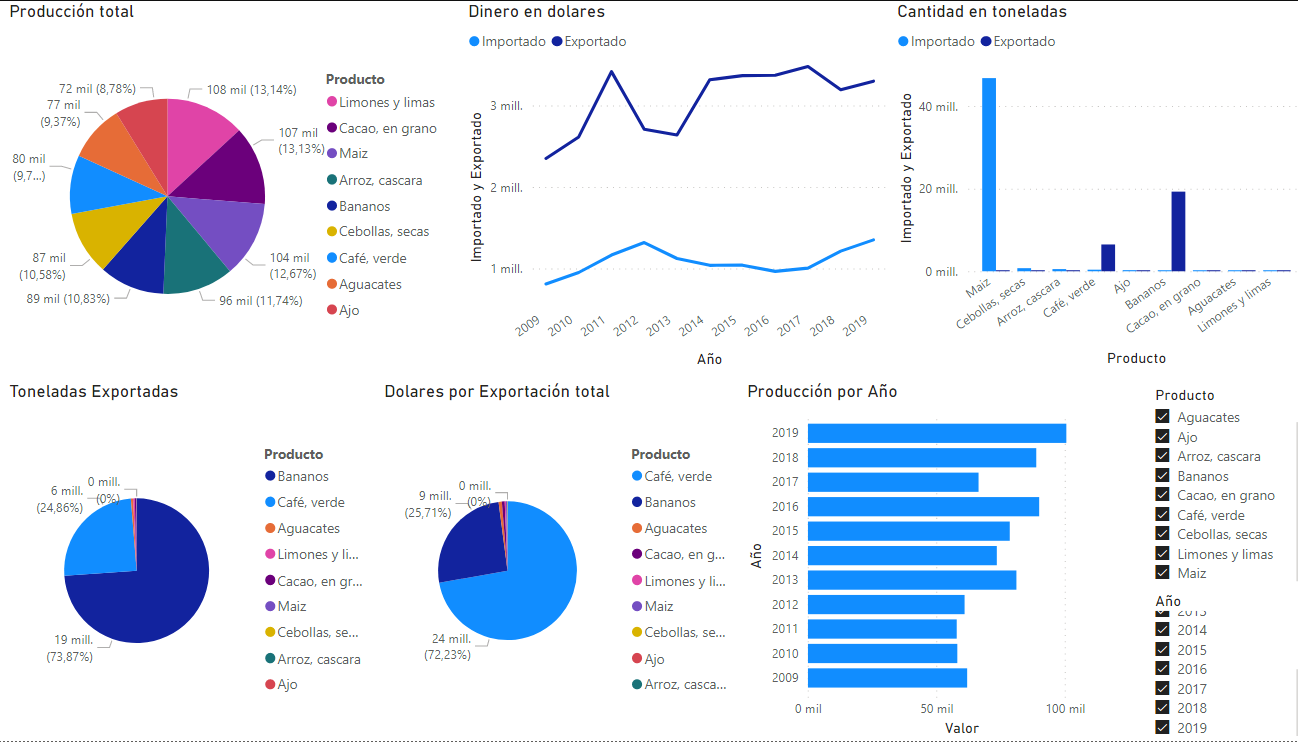 Producción total
72 mil (8,78%)
108 mil (13,14%)
77 mil
(9,37%)
107 mil
(13,13%)
80 mil
(9,7...)
104 mil
(12,67%)
87 mil
(10,58%)
96 mil (11,74%)
89 mil (10,83%)
Producto
Limones y limas
Cacao, en grano
Maiz
Arroz, cascara
Bananos
Cebollas, secas
Café, verde
Aguacates
Ajo
Dinero en dolares
Importado Exportado
Importado y Exportado
3 mill.
2 mill.
1 mill.
2009
2010
2011
2012
2013
2014
2015
2016
2017
2018
2019
Año
Cantidad en toneladas
Importado Exportado
Importado y Exportado
40 mill.
20 mill.
0 mill.
Maiz
Cebollas, secas
Arroz, cascara
Café, verde
Ajo
Bananos
Cacao, en grano
Aguacates
Limones y limas
Producto
Toneladas Exportadas
0 mill.
(0%)
6 mill.
(24,86%)
19 mill.
(73,87%)
Producto
Bananos
Café, verde
Aguacates
Limones y li...
Cacao, en gr...
Maiz
Cebollas, se...
Arroz, cascara
Ajo
Dolares por Exportación total
0 mill.
(0%)
9 mill.
(25,71%)
24 mill.
(72,23%)
Producto
Café, verde
Bananos
Aguacates
Cacao, en g...
Limones y li...
Maiz
Cebollas, se...
Ajo
Arroz, casca...
Producción por Año
Año
2019
2018
2017
2016
2015
2014
2013
2012
2011
2010
2009
0 mil
50 mil
100 mil
Valor
Producto
Aguacates
Ajo
Arroz, cascara
Bananos
Cacao, en grano
Café, verde
Cebollas, secas
Limones y limas
Maiz
Año
2013
2014
2015
2016
2017
2018
2019